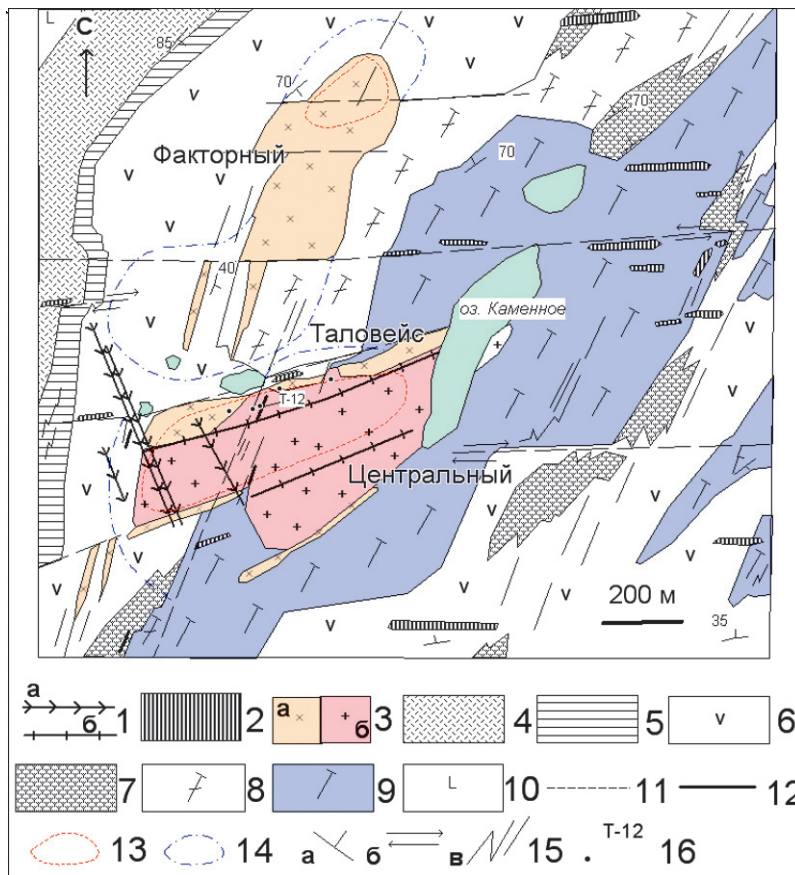 L
С
85
70
70
Факторный
70
40
оз. Каменное
Таловейс
Т-12
Центральный
200 м
35
а
б 1 2 а б 3 4 5 v 6
7 8 9 L 10 11 12
13 14 а б в 15 Т-12 16